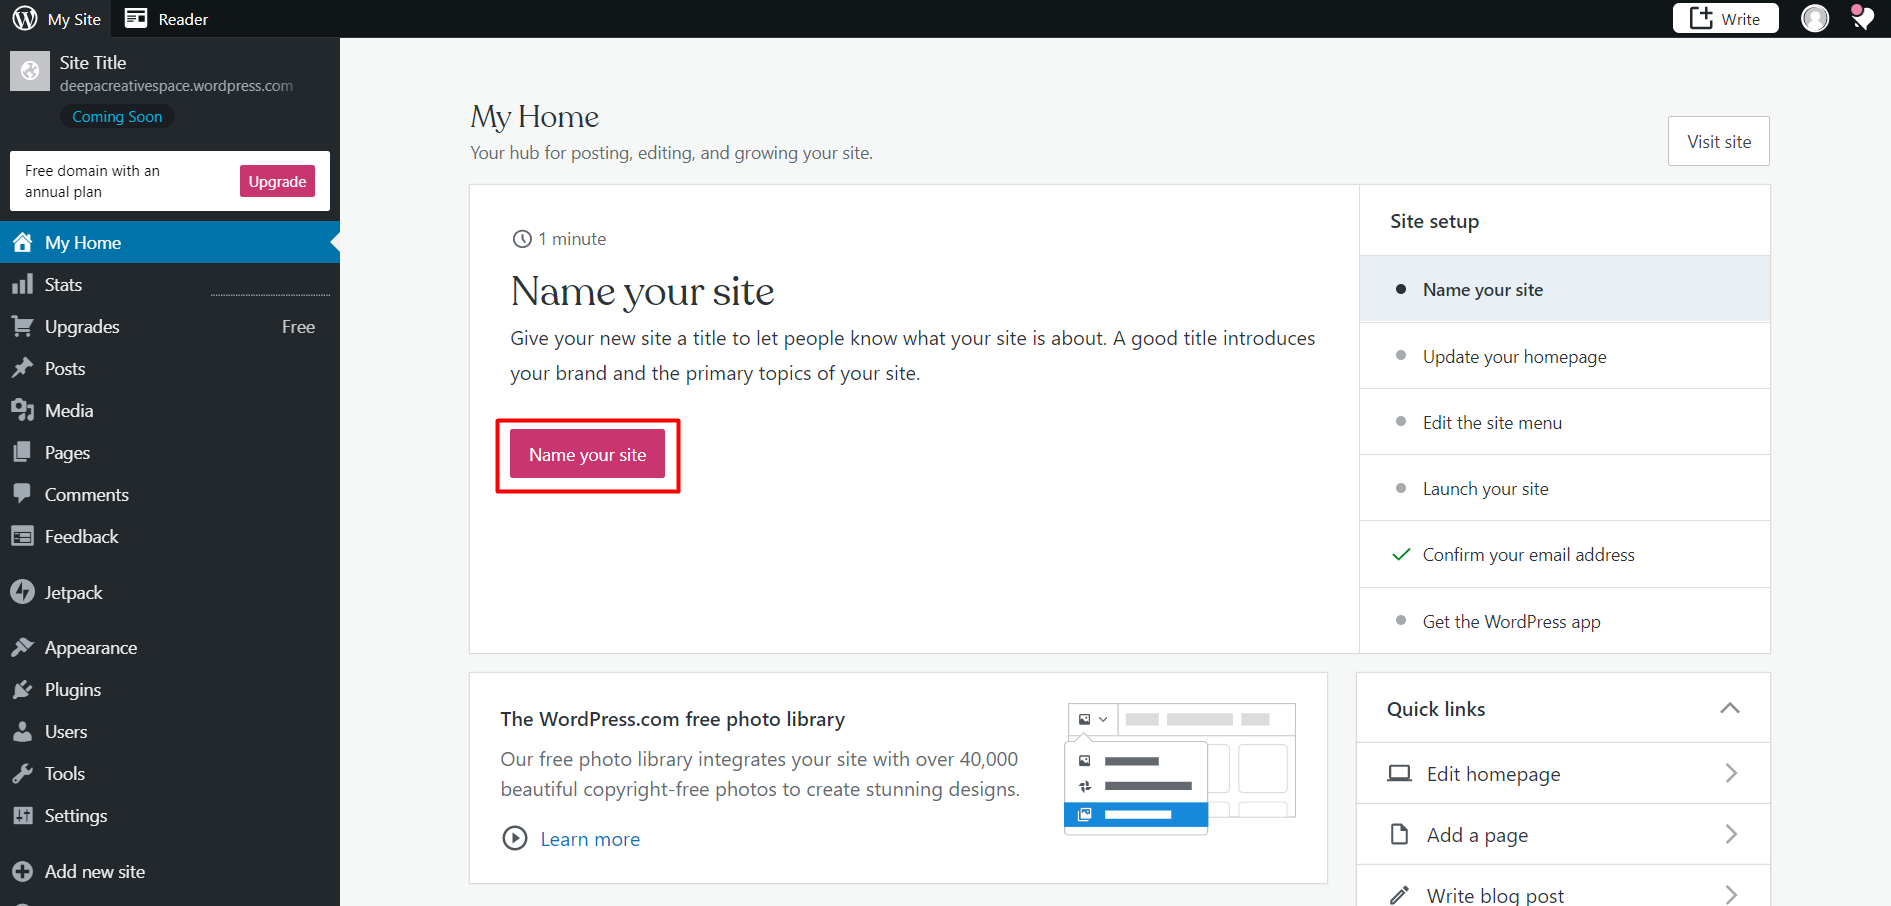 My Site
Reader
Write
Site Title
deepacreativespace.wordpress.com
Coming Soon
Free domain with an
annual plan
Upgrade
My Home
Stats
Upgrades
Free
Posts
Media
Pages
Comments
Feedback
Jetpack
Appearance
Plugins
Users
Tools
Settings
Add new site
My Home
Your hub for posting, editing, and growing your site.
Visit site
1 minute
Name your site
Give your new site a title to let people know what your site is about. A good title introduces
your brand and the primary topics of your site.
Name your site
Site setup
Name your site
Update your homepage
Edit the site menu
Launch your site
Confirm your email address
Get the WordPress app
The WordPress.com free photo library
Our free photo library integrates your site with over 40,000
beautiful copyright-free photos to create stunning designs.
Learn more
Quick links
Edit homepage
Add a page
Write blog post